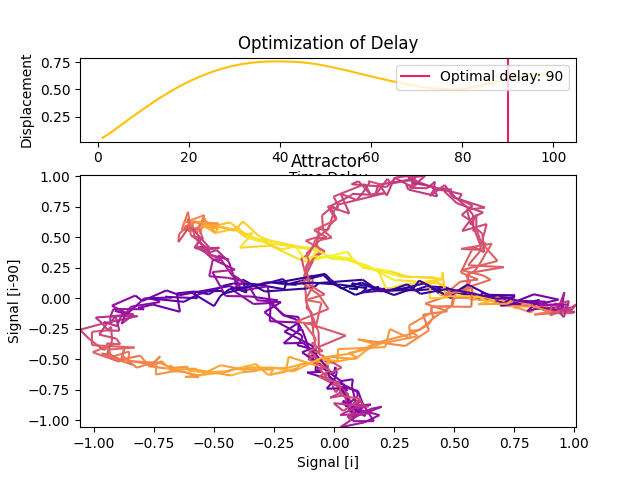 Optimization of Delay
Displacement
0.75
0.50
0.25
Optimal delay: 90
0 20 40 60 80 100
Attractor
Signal [i-90]
1.00
0.75
0.50
0.25
0.00
−0.25
−0.50
−0.75
−1.00
−1.00 −0.75 −0.50 −0.25 0.00 0.25 0.50 0.75 1.00
Signal [i]